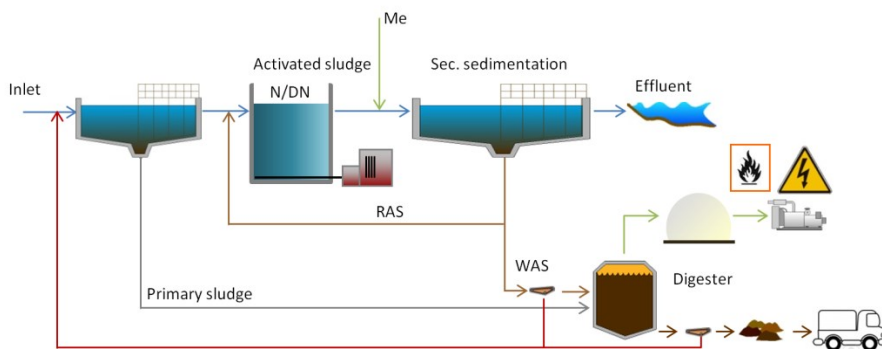 Me
Activated sludge
Sec. sedimentation
Inlet
N/DN
Effluent
RAS
WAS
Digester
Primary sludge